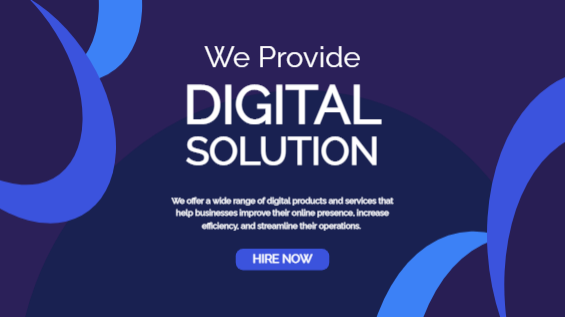 We Provide
DIGITAL
SOLUTION
We offer a wide range of digital products and services that
help businesses improve their online presence, increase
efficiency, and streamline their operations.
HIRE NOW